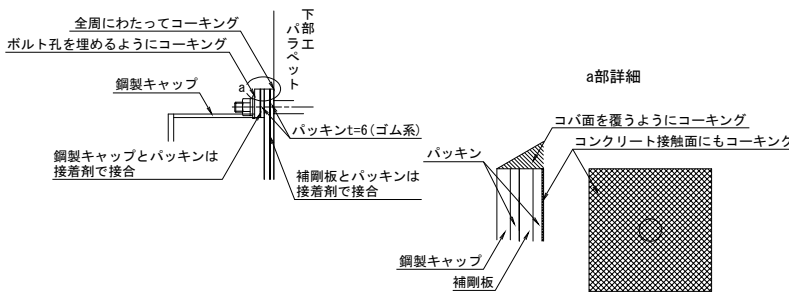 全周にわたってコーキング
ボルト孔を埋めるようにコーキング
下部工
パラペット
a
鋼製キャップ
パッキンt=6(ゴム系)
鋼製キャップとパッキンは
接着剤で接合
補剛板とパッキンは
接着剤で接合
a部詳細
コバ面を覆うようにコーキング
コンクリート接触面にもコーキング
パッキン
鋼製キャップ
補剛板